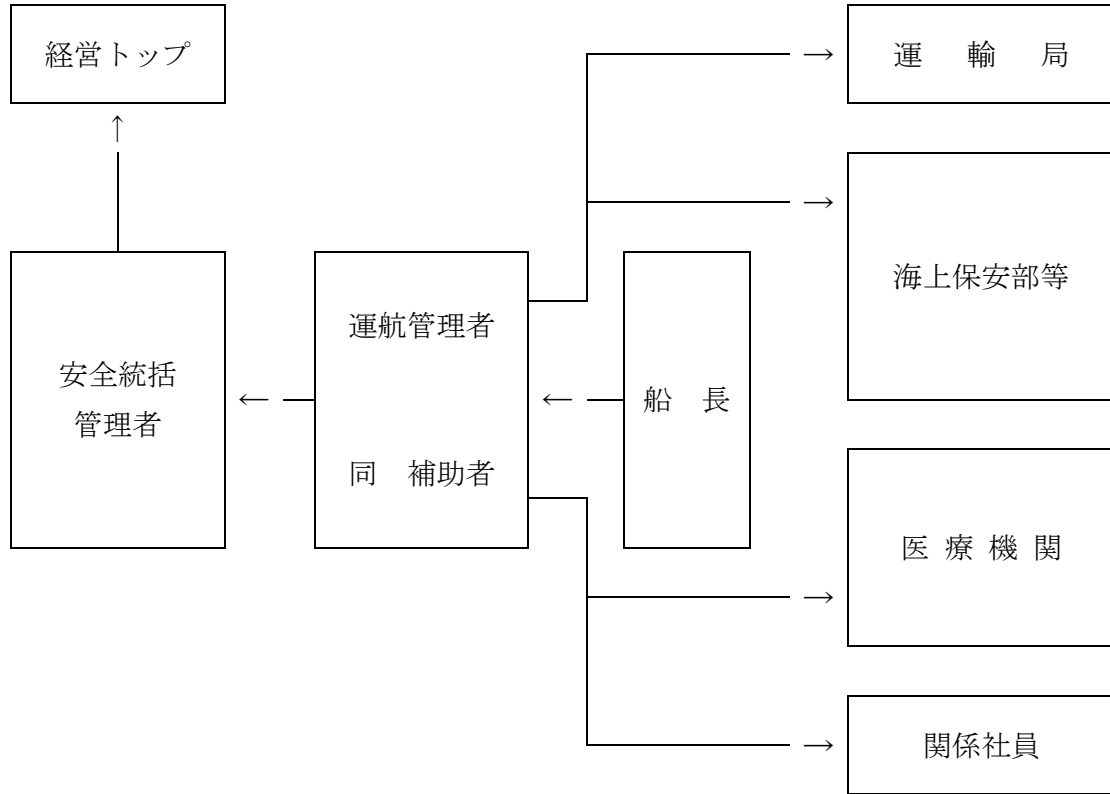 経営トップ
↑
安全統括
管理者
←
運航管理者
同　補助者
←
船　長
→
運　輸　局
→
海上保安部等
→
医 療 機 関
→
関係社員